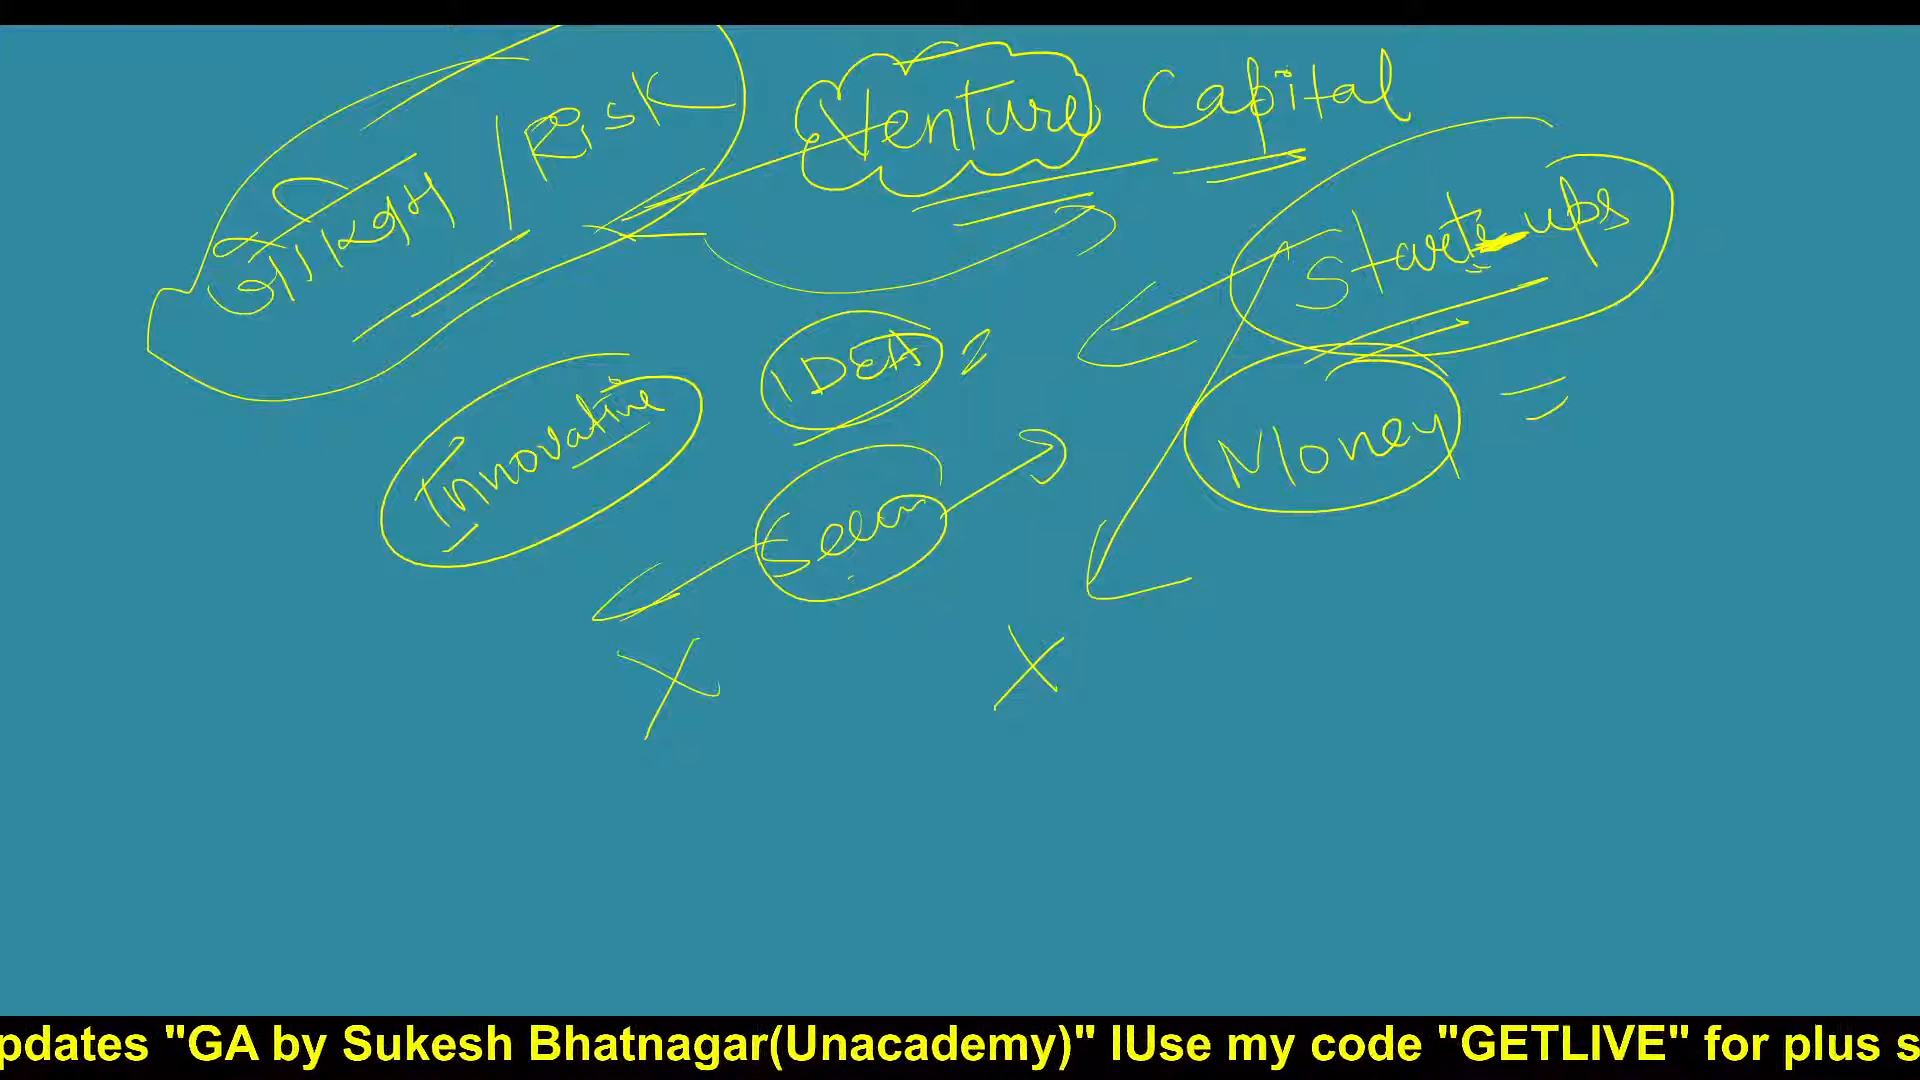 Venture Capital
जोखिम / Risk
Start-ups
IDEA
Innovative
Money
pdates "GA by Sukesh Bhatnagar(Unacademy)" lUse my code "GETLIVE" for plus s